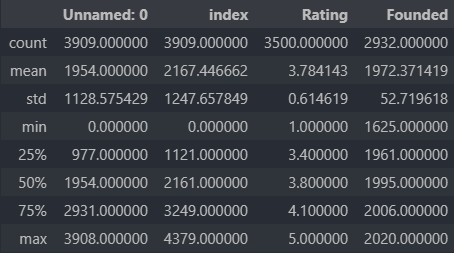 Unnamed: 0 index Rating Founded
count 3909.000000 3909.000000 3500.000000 2932.000000
mean 1954.000000 2167.446662 3.784143 1972.371419
std 1128.575429 1247.657849 0.614619 52.719618
min 0.000000 0.000000 1.000000 1625.000000
25% 977.000000 1121.000000 3.400000 1961.000000
50% 1954.000000 2161.000000 3.800000 1995.000000
75% 2931.000000 3249.000000 4.100000 2006.000000
max 3908.000000 4379.000000 5.000000 2020.000000